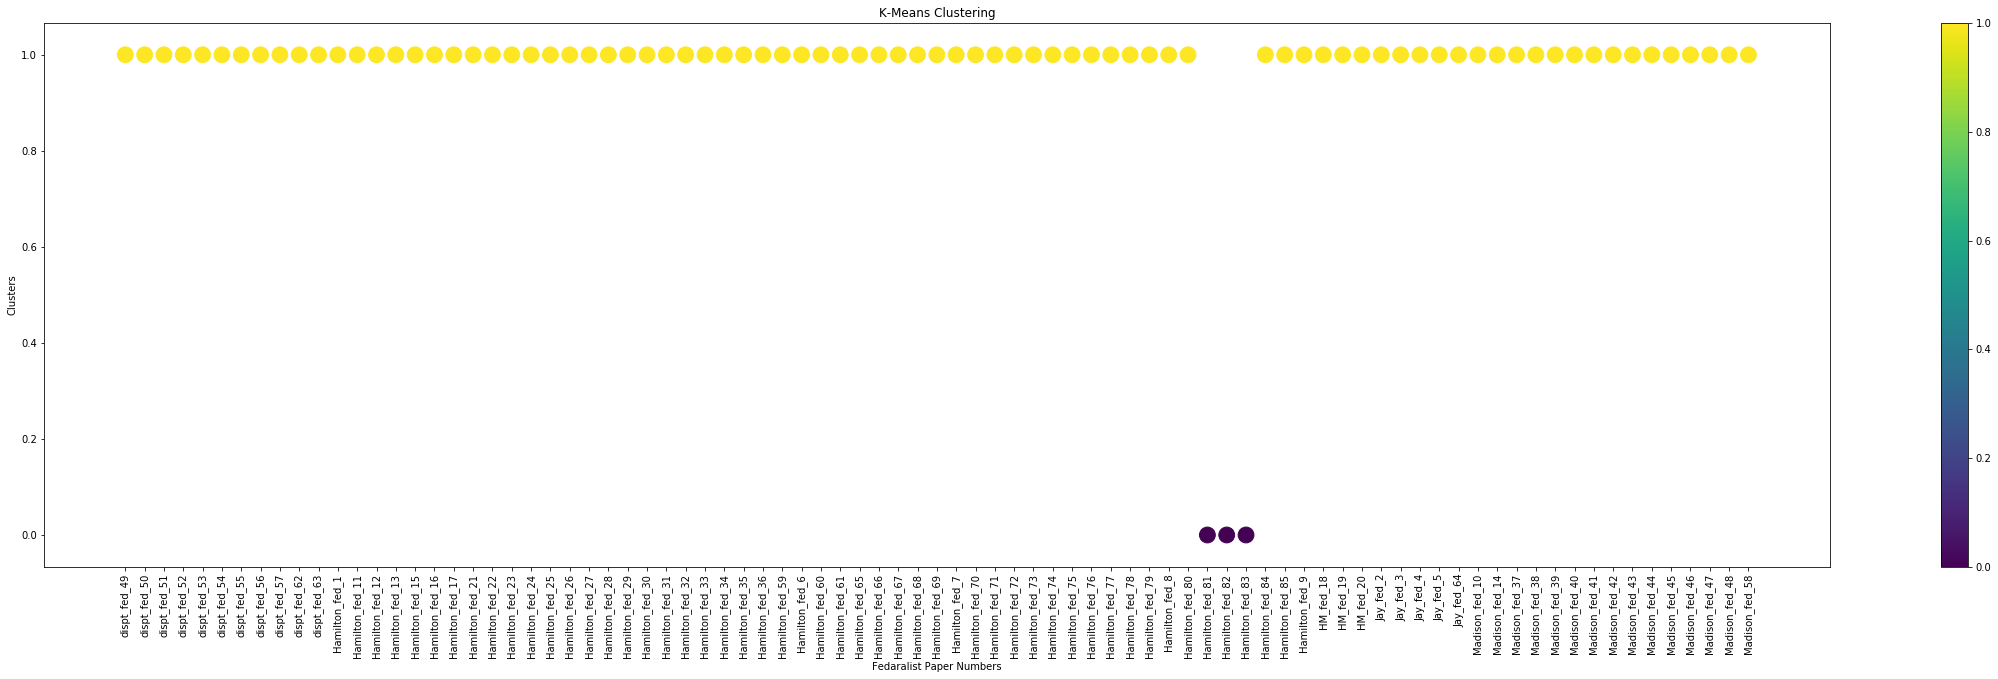 K-Means Clustering
1.0
0.8
0.6
0.4
0.2
0.0
Clusters
dispt_fed_49
dispt_fed_50
dispt_fed_51
dispt_fed_52
dispt_fed_53
dispt_fed_54
dispt_fed_55
dispt_fed_56
dispt_fed_57
dispt_fed_62
dispt_fed_63
Hamilton_fed_1
Hamilton_fed_11
Hamilton_fed_12
Hamilton_fed_13
Hamilton_fed_15
Hamilton_fed_16
Hamilton_fed_17
Hamilton_fed_21
Hamilton_fed_22
Hamilton_fed_23
Hamilton_fed_24
Hamilton_fed_25
Hamilton_fed_26
Hamilton_fed_27
Hamilton_fed_28
Hamilton_fed_29
Hamilton_fed_30
Hamilton_fed_31
Hamilton_fed_32
Hamilton_fed_33
Hamilton_fed_34
Hamilton_fed_35
Hamilton_fed_36
Hamilton_fed_59
Hamilton_fed_6
Hamilton_fed_60
Hamilton_fed_61
Hamilton_fed_65
Hamilton_fed_66
Hamilton_fed_67
Hamilton_fed_68
Hamilton_fed_69
Hamilton_fed_7
Hamilton_fed_70
Hamilton_fed_71
Hamilton_fed_72
Hamilton_fed_73
Hamilton_fed_74
Hamilton_fed_75
Hamilton_fed_76
Hamilton_fed_77
Hamilton_fed_78
Hamilton_fed_79
Hamilton_fed_8
Hamilton_fed_80
Hamilton_fed_81
Hamilton_fed_82
Hamilton_fed_83
Hamilton_fed_84
Hamilton_fed_85
Hamilton_fed_9
HM_fed_18
HM_fed_19
HM_fed_20
Jay_fed_2
Jay_fed_3
Jay_fed_4
Jay_fed_5
Jay_fed_64
Madison_fed_10
Madison_fed_14
Madison_fed_37
Madison_fed_38
Madison_fed_39
Madison_fed_40
Madison_fed_41
Madison_fed_42
Madison_fed_43
Madison_fed_44
Madison_fed_45
Madison_fed_46
Madison_fed_47
Madison_fed_48
Madison_fed_58
Fedaralist Paper Numbers
1.0
0.8
0.6
0.4
0.2
0.0